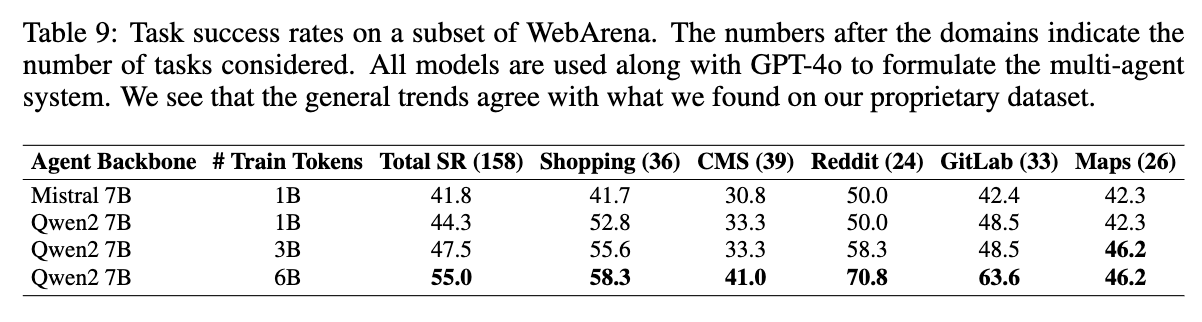 Table 9: Task success rates on a subset of WebArena. The numbers after the domains indicate the
number of tasks considered. All models are used along with GPT-4o to formulate the multi-agent
system. We see that the general trends agree with what we found on our proprietary dataset.
Agent Backbone # Train Tokens Total SR (158) Shopping (36) CMS (39) Reddit (24) GitLab (33) Maps (26)
Mistral 7B 1B 41.8 41.7 30.8 50.0 42.4 42.3
Qwen2 7B 1B 44.3 52.8 33.3 50.0 48.5 42.3
Qwen2 7B 3B 47.5 55.6 33.3 58.3 48.5 46.2
Qwen2 7B 6B 55.0 58.3 41.0 70.8 63.6 46.2